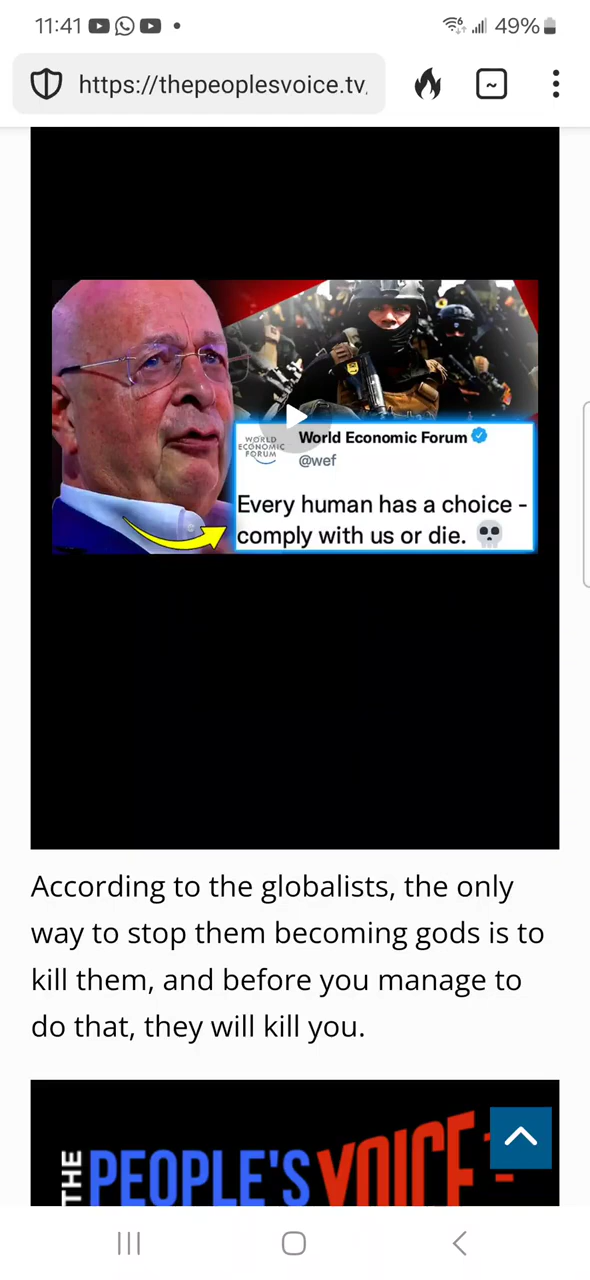 11:41
49%
https://thepeoplesvoice.tv
WORLD
ECONOMIC
FORUM
World Economic Forum
@wef
Every human has a choice -
comply with us or die. 💀
According to the globalists, the only
way to stop them becoming gods is to
kill them, and before you manage to
do that, they will kill you.
THE PEOPLE'S VOICE